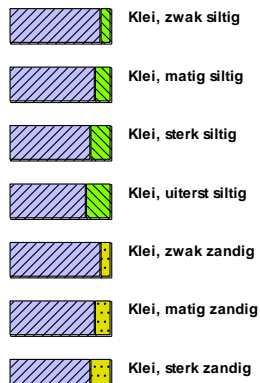 Klei, zwak siltig
Klei, matig siltig
Klei, sterk siltig
Klei, uiterst siltig
Klei, zwak zandig
Klei, matig zandig
Klei, sterk zandig